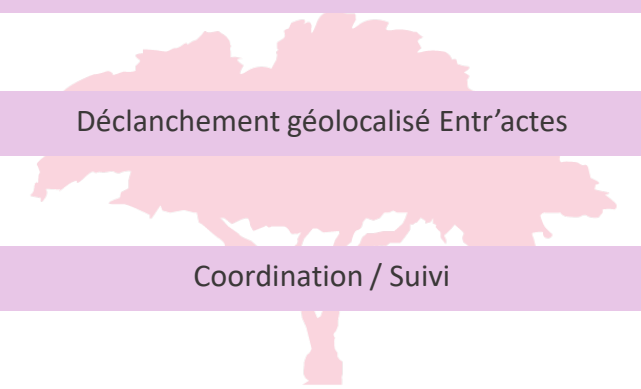 Déclanchement géolocalisé Entr’actes
Coordination / Suivi